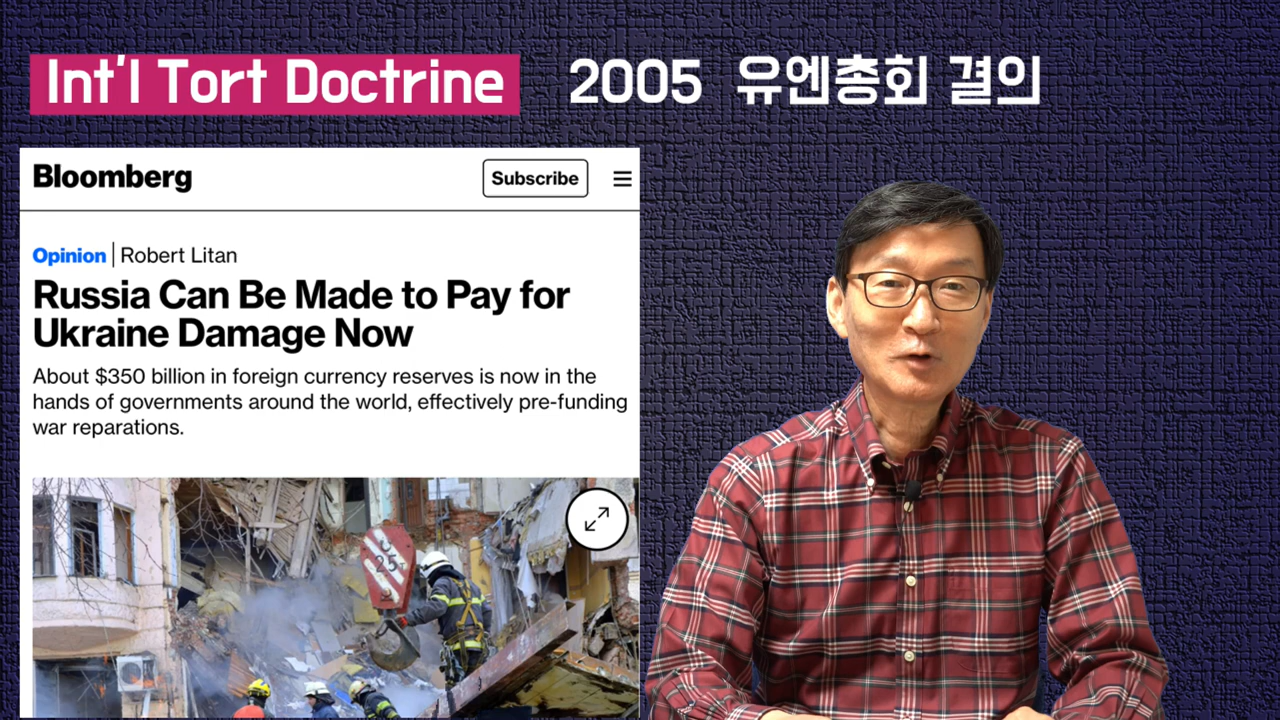 Int'l Tort Doctrine 2005 유엔총회 결의
Bloomberg
Subscribe
Opinion | Robert Litan
Russia Can Be Made to Pay for
Ukraine Damage Now
About $350 billion in foreign currency reserves is now in the
hands of governments around the world, effectively pre-funding
war reparations.
25